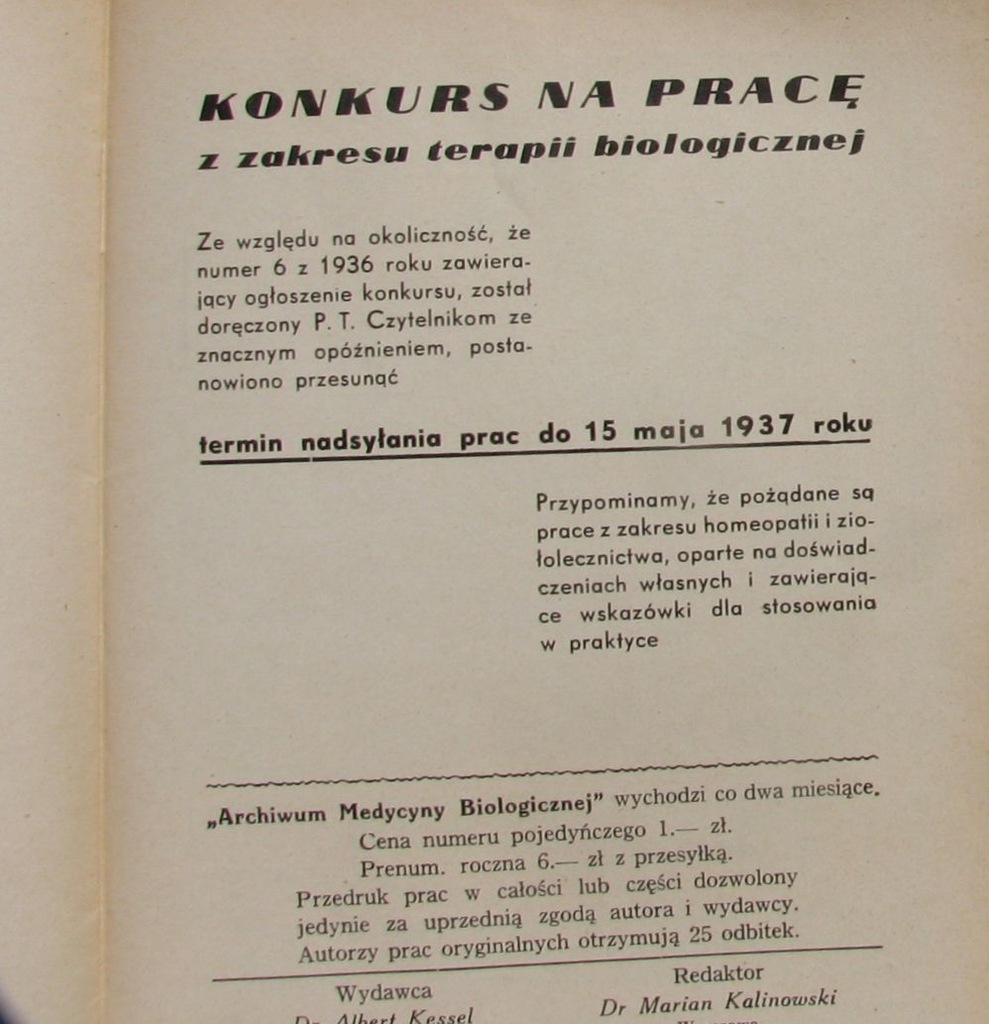 KONKURS NA PRACĘ
z zakresu terapii biologicznej
Ze względu na okoliczność, że
numer 6 z 1936 roku zawiera-
jący ogłoszenie konkursu, został
doręczony P. T. Czytelnikom ze
znacznym opóźnieniem, posta-
nowiono przesunąć
termin nadsyłania prac do 15 maja 1937 roku
Przypominamy, że pożądane są
prace z zakresu homeopatii i zio-
łolecznictwa, oparte na doświad-
czeniach własnych i zawierają-
ce wskazówki dla stosowania
w praktyce
„Archiwum Medycyny Biologicznej” wychodzi co dwa miesiące.
Cena numeru pojedyńczego 1.— zł.
Prenum. roczna 6.— zł z przesyłką.
Przedruk prac w całości lub części dozwolony
jedynie za uprzednią zgodą autora i wydawcy.
Autorzy prac oryginalnych otrzymują 25 odbitek.
Wydawca
Dr Albert Kessel
Redaktor
Dr Marian Kalinowski